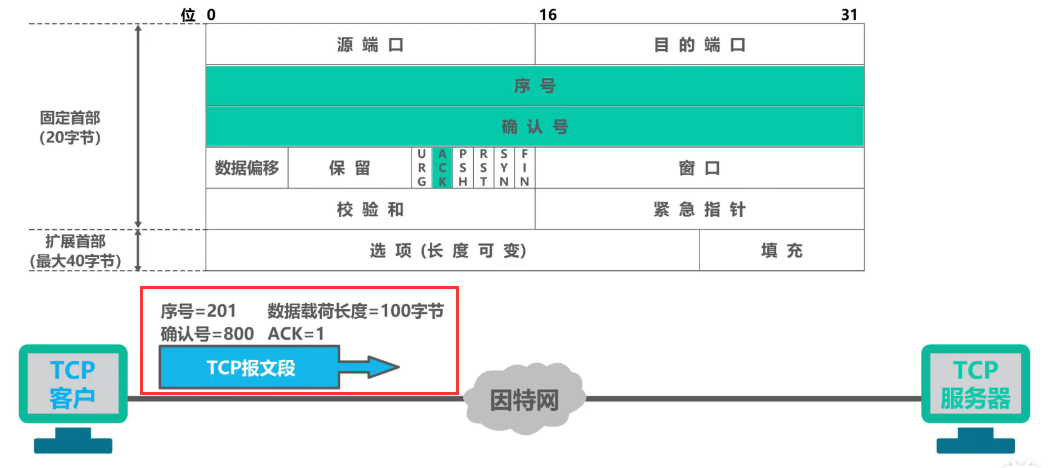 位 0 16 31
源端口 目的端口
序号
确认号
固定首部
(20字节)
数据偏移 保留 URG ACK PSH RST SYN FIN 窗口
校验和 紧急指针
扩展首部
(最大40字节)
选项(长度可变) 填充
序号=201 数据载荷长度=100字节
确认号=800 ACK=1
TCP报文段
TCP
客户
因特网
TCP
服务器